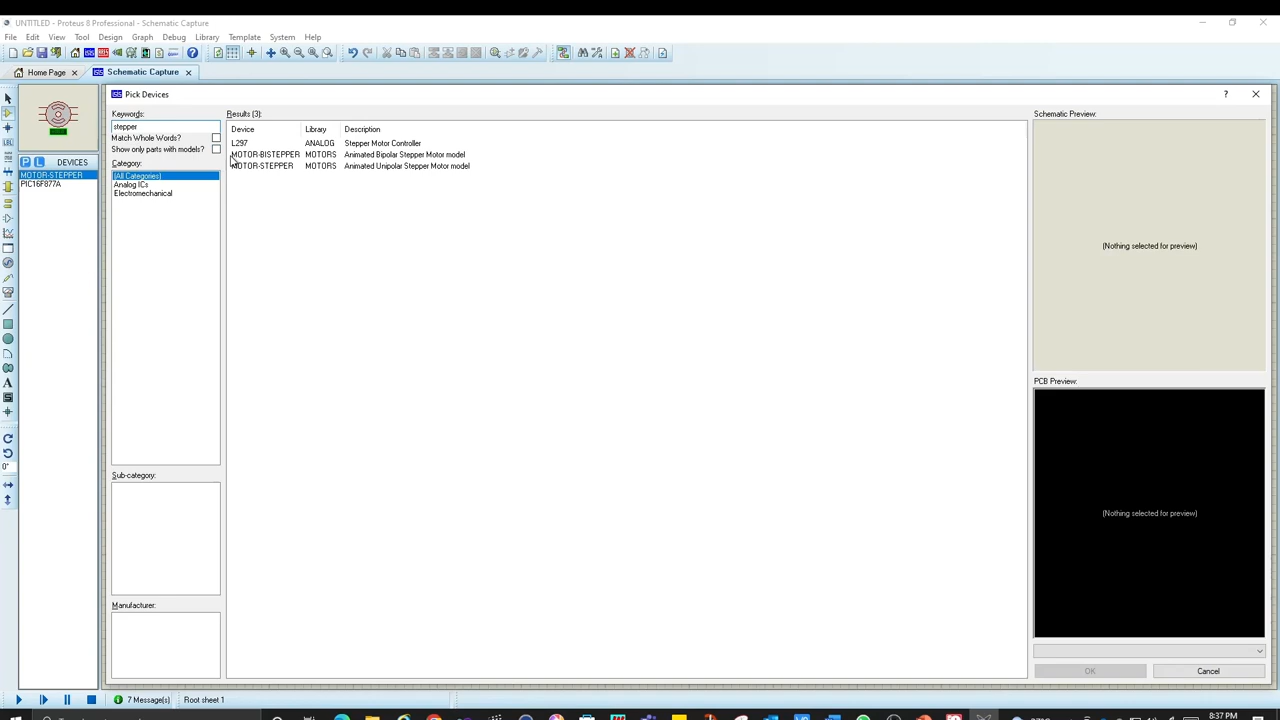 UNTITLED - Proteus 8 Professional - Schematic Capture
File Edit View Tool Design Graph Debug Library Template System Help
Home Page Schematic Capture
Pick Devices
Keywords:
stepper
Match Whole Words?
Show only parts with models?
Category:
(All Categories)
Analog ICs
Electromechanical
Sub-category:
Manufacturer:
P L DEVICES
MOTOR-STEPPER
PIC16F877A
LBL
A
0°
Results (3):
Device Library Description
L297 ANALOG Stepper Motor Controller
MOTOR-BISTEPPER MOTORS Animated Bipolar Stepper Motor model
MOTOR-STEPPER MOTORS Animated Unipolar Stepper Motor model
Schematic Preview:
(Nothing selected for preview)
PCB Preview:
(Nothing selected for preview)
OK Cancel
7 Message(s) Root sheet 1
8:37 PM